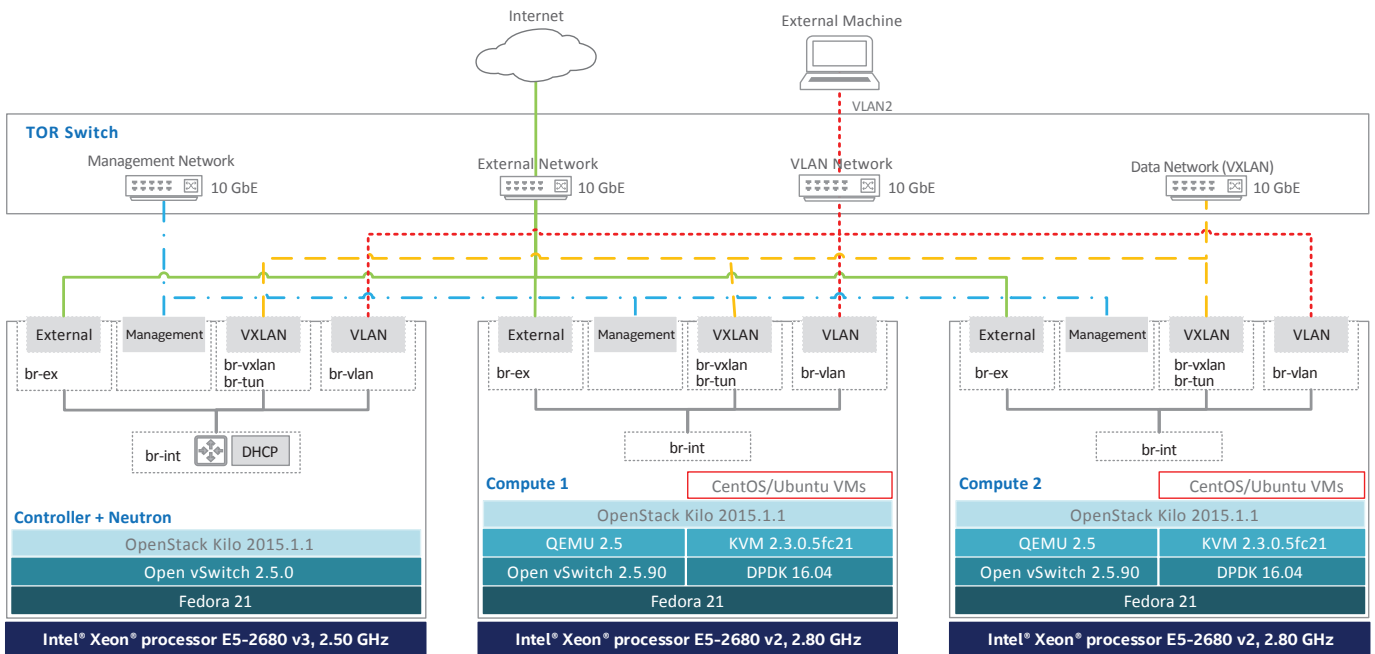 Internet
External Machine
VLAN2
TOR Switch
Management Network
10 GbE
External Network
10 GbE
VLAN Network
10 GbE
Data Network (VXLAN)
10 GbE
External
Management
VXLAN
VLAN
br-ex
br-vxlan
br-tun
br-vlan
br-int
DHCP
Controller + Neutron
OpenStack Kilo 2015.1.1
Open vSwitch 2.5.0
Fedora 21
Intel® Xeon® processor E5-2680 v3, 2.50 GHz
External
Management
VXLAN
VLAN
br-ex
br-vxlan
br-tun
br-vlan
br-int
Compute 1
CentOS/Ubuntu VMs
OpenStack Kilo 2015.1.1
QEMU 2.5
KVM 2.3.0.5fc21
Open vSwitch 2.5.90
DPDK 16.04
Fedora 21
Intel® Xeon® processor E5-2680 v2, 2.80 GHz
External
Management
VXLAN
VLAN
br-ex
br-vxlan
br-tun
br-vlan
br-int
Compute 2
CentOS/Ubuntu VMs
OpenStack Kilo 2015.1.1
QEMU 2.5
KVM 2.3.0.5fc21
Open vSwitch 2.5.90
DPDK 16.04
Fedora 21
Intel® Xeon® processor E5-2680 v2, 2.80 GHz